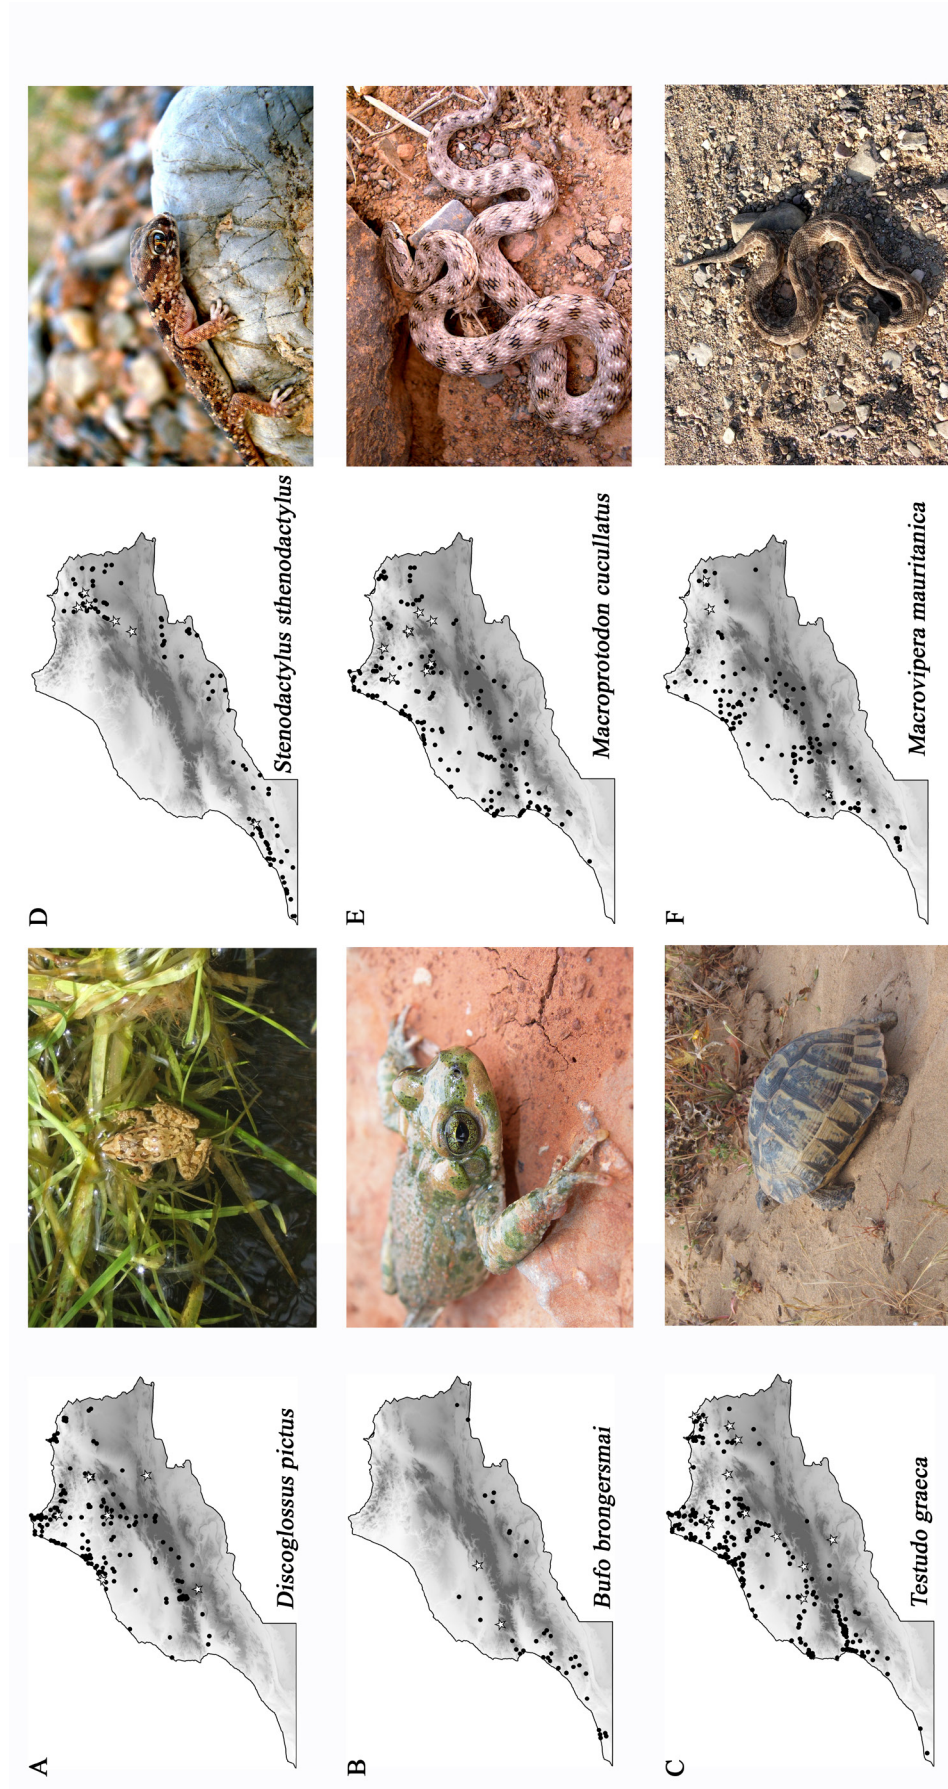 A
Discoglossus pictus
D
Stenodactylus sthenodactylus
B
Bufo brongersmai
E
Macroprotodon cucullatus
C
Testudo graeca
F
Macrovipera mauritanica